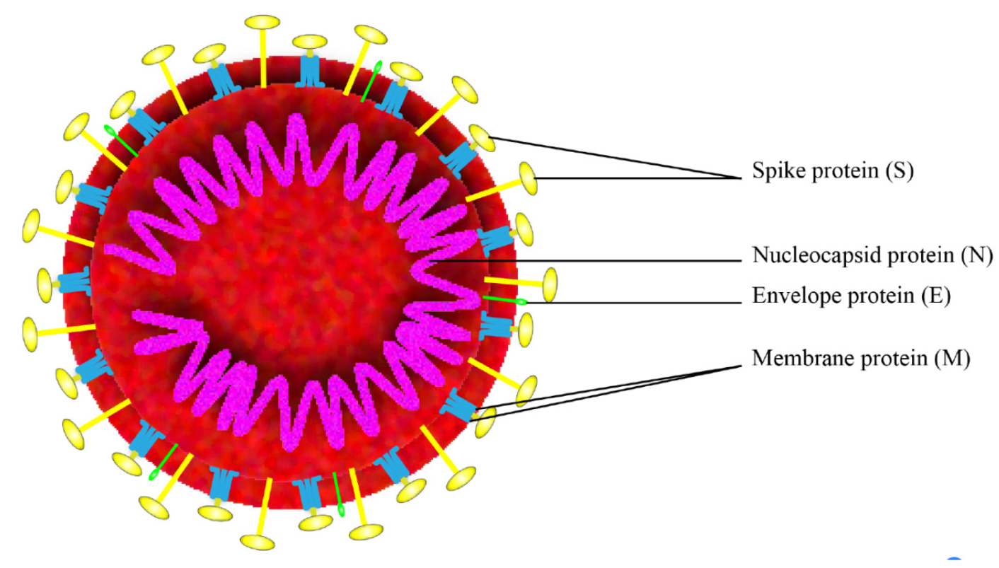 Spike protein (S)
Nucleocapsid protein (N)
Envelope protein (E)
Membrane protein (M)